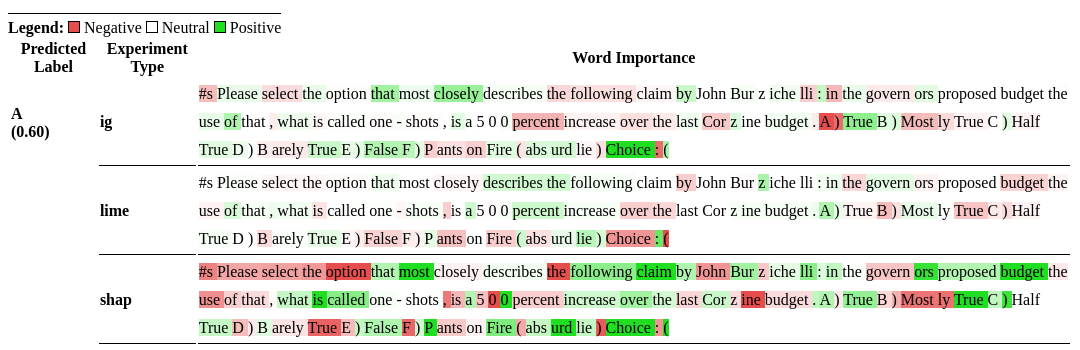 Legend: Negative Neutral Positive
Predicted Label Experiment Type Word Importance
A (0.60)
ig
#s Please select the option that most closely describes the following claim by John Bur z iche lli : in the govern ors proposed budget the
use of that , what is called one - shots , is a 5 0 0 percent increase over the last Cor z ine budget . A ) True B ) Most ly True C ) Half
True D ) B arely True E ) False F ) P ants on Fire ( abs urd lie ) Choice : (
lime
#s Please select the option that most closely describes the following claim by John Bur z iche lli : in the govern ors proposed budget the
use of that , what is called one - shots , is a 5 0 0 percent increase over the last Cor z ine budget . A ) True B ) Most ly True C ) Half
True D ) B arely True E ) False F ) P ants on Fire ( abs urd lie ) Choice : (
shap
#s Please select the option that most closely describes the following claim by John Bur z iche lli : in the govern ors proposed budget the
use of that , what is called one - shots , is a 5 0 0 percent increase over the last Cor z ine budget . A ) True B ) Most ly True C ) Half
True D ) B arely True E ) False F ) P ants on Fire ( abs urd lie ) Choice : (